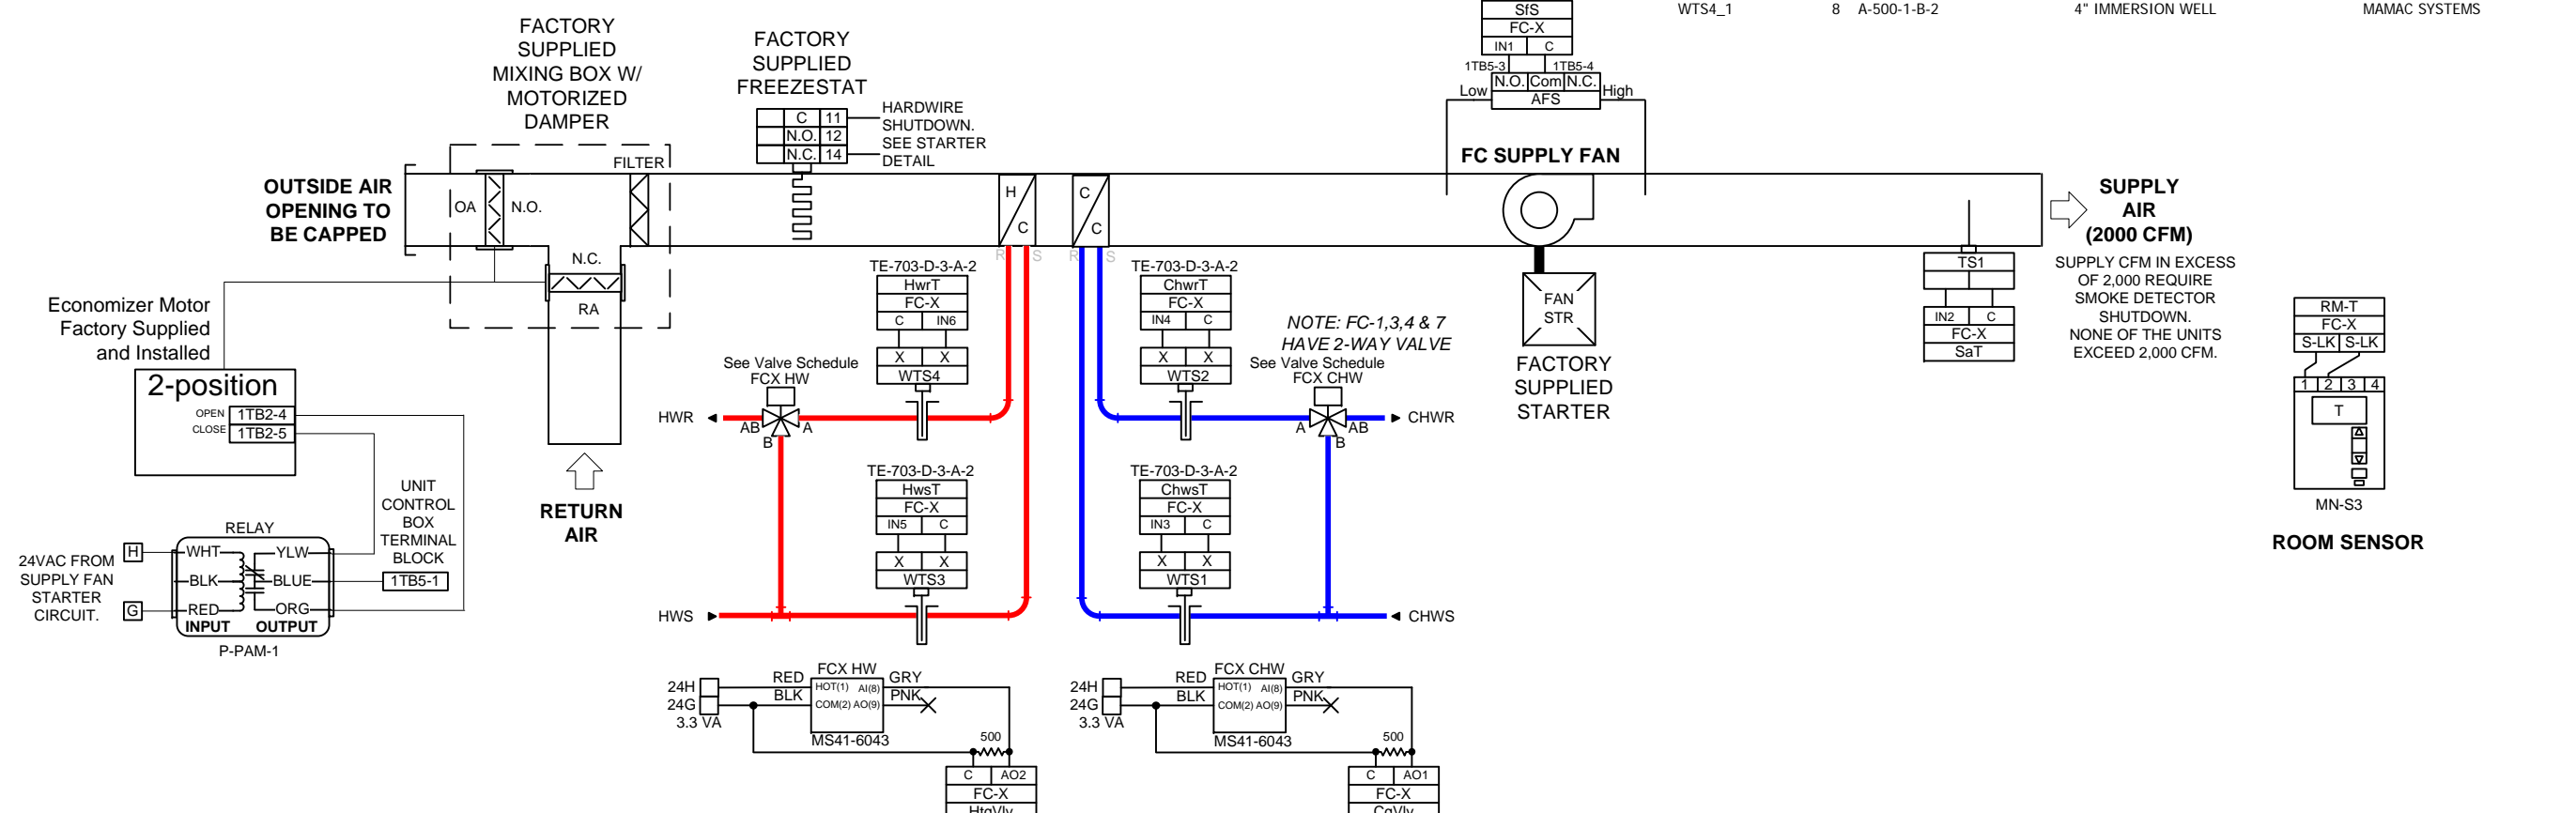 SfS
FC-X
IN1 C
1TB5-3 1TB5-4
N.O. Com N.C.
Low High
AFS
WTS4_1 8 A-500-1-B-2 4" IMMERSION WELL MAMAC SYSTEMS
FACTORY
SUPPLIED
MIXING BOX W/
MOTORIZED
DAMPER
FACTORY
SUPPLIED
FREEZESTAT
C 11
N.O. 12
N.C. 14
HARDWIRE
SHUTDOWN.
SEE STARTER
DETAIL
FILTER
OUTSIDE AIR
OPENING TO
BE CAPPED
OA N.O.
N.C.
RA
H
C
C
C
R S
R S
FC SUPPLY FAN
FAN
STR
FACTORY
SUPPLIED
STARTER
SUPPLY
AIR
(2000 CFM)
SUPPLY CFM IN EXCESS
OF 2,000 REQUIRE
SMOKE DETECTOR
SHUTDOWN.
NONE OF THE UNITS
EXCEED 2,000 CFM.
TS1
IN2 C
FC-X
SaT
RM-T
FC-X
S-LK S-LK
1 2 3 4
T
MN-S3
ROOM SENSOR
Economizer Motor
Factory Supplied
and Installed
2-position
OPEN 1TB2-4
CLOSE 1TB2-5
RETURN
AIR
UNIT
CONTROL
BOX
TERMINAL
BLOCK
1TB5-1
24VAC FROM
SUPPLY FAN
STARTER
CIRCUIT.
H
G
RELAY
WHT YLW
BLK BLUE
RED ORG
INPUT OUTPUT
P-PAM-1
TE-703-D-3-A-2
HwrT
FC-X
C IN6
X X
WTS4
See Valve Schedule
FCX HW
HWR
AB A
B
TE-703-D-3-A-2
HwsT
FC-X
IN5 C
X X
WTS3
HWS
TE-703-D-3-A-2
ChwrT
FC-X
IN4 C
X X
WTS2
NOTE: FC-1,3,4 & 7
HAVE 2-WAY VALVE
See Valve Schedule
FCX CHW
A AB
B
CHWR
TE-703-D-3-A-2
ChwsT
FC-X
IN3 C
X X
WTS1
CHWS
FCX HW
24H RED HOT(1) AI(8) GRY
24G BLK COM(2) AO(9) PNK
3.3 VA
MS41-6043
500
C AO2
FC-X
HtgVlv
FCX CHW
24H RED HOT(1) AI(8) GRY
24G BLK COM(2) AO(9) PNK
3.3 VA
MS41-6043
500
C AO1
FC-X
CgVlv